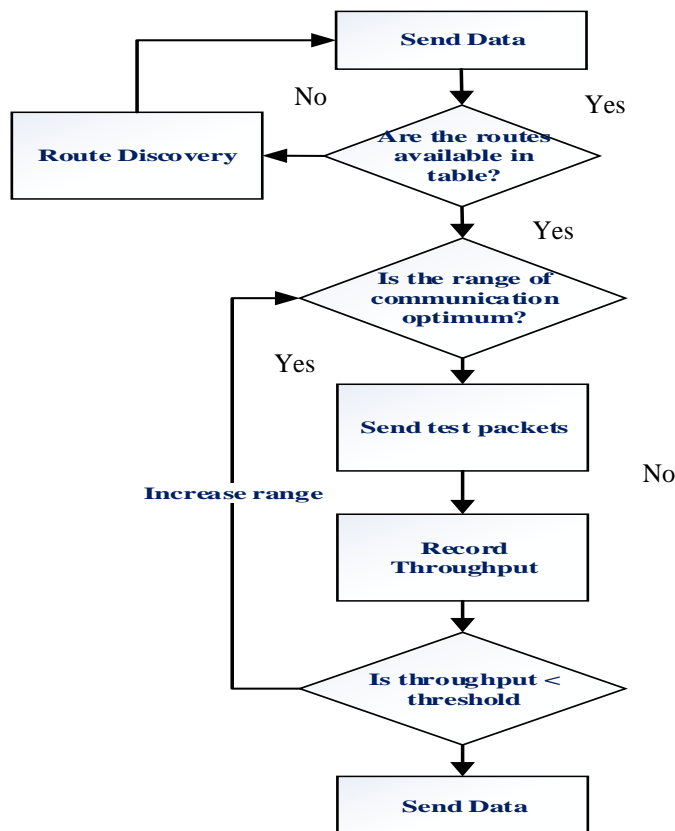 Send Data
No
Yes
Are the routes
available in
table?
Route Discovery
Yes
Is the range of
communication
optimum?
Yes
Send test packets
No
Increase range
Record
Throughput
Is throughput <
threshold
Send Data